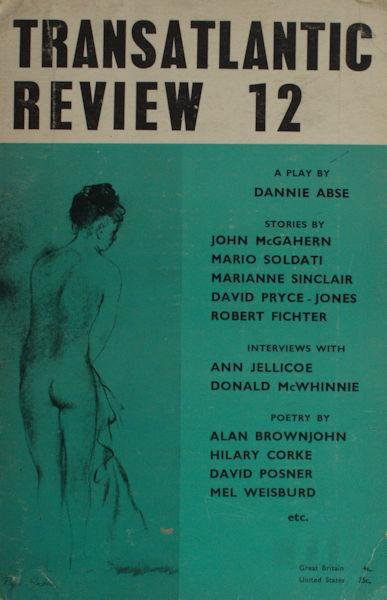 TRANSATLANTIC
REVIEW 12
A PLAY BY
DANNIE ABSE
STORIES BY
JOHN McGAHERN
MARIO SOLDATI
MARIANNE SINCLAIR
DAVID PRYCE-JONES
ROBERT FICHTER
INTERVIEWS WITH
ANN JELLICOE
DONALD McWHINNIE
POETRY BY
ALAN BROWNJOHN
HILARY CORKE
DAVID POSNER
MEL WEISBURD
etc.
Great Britain 4s.
United States 75c.